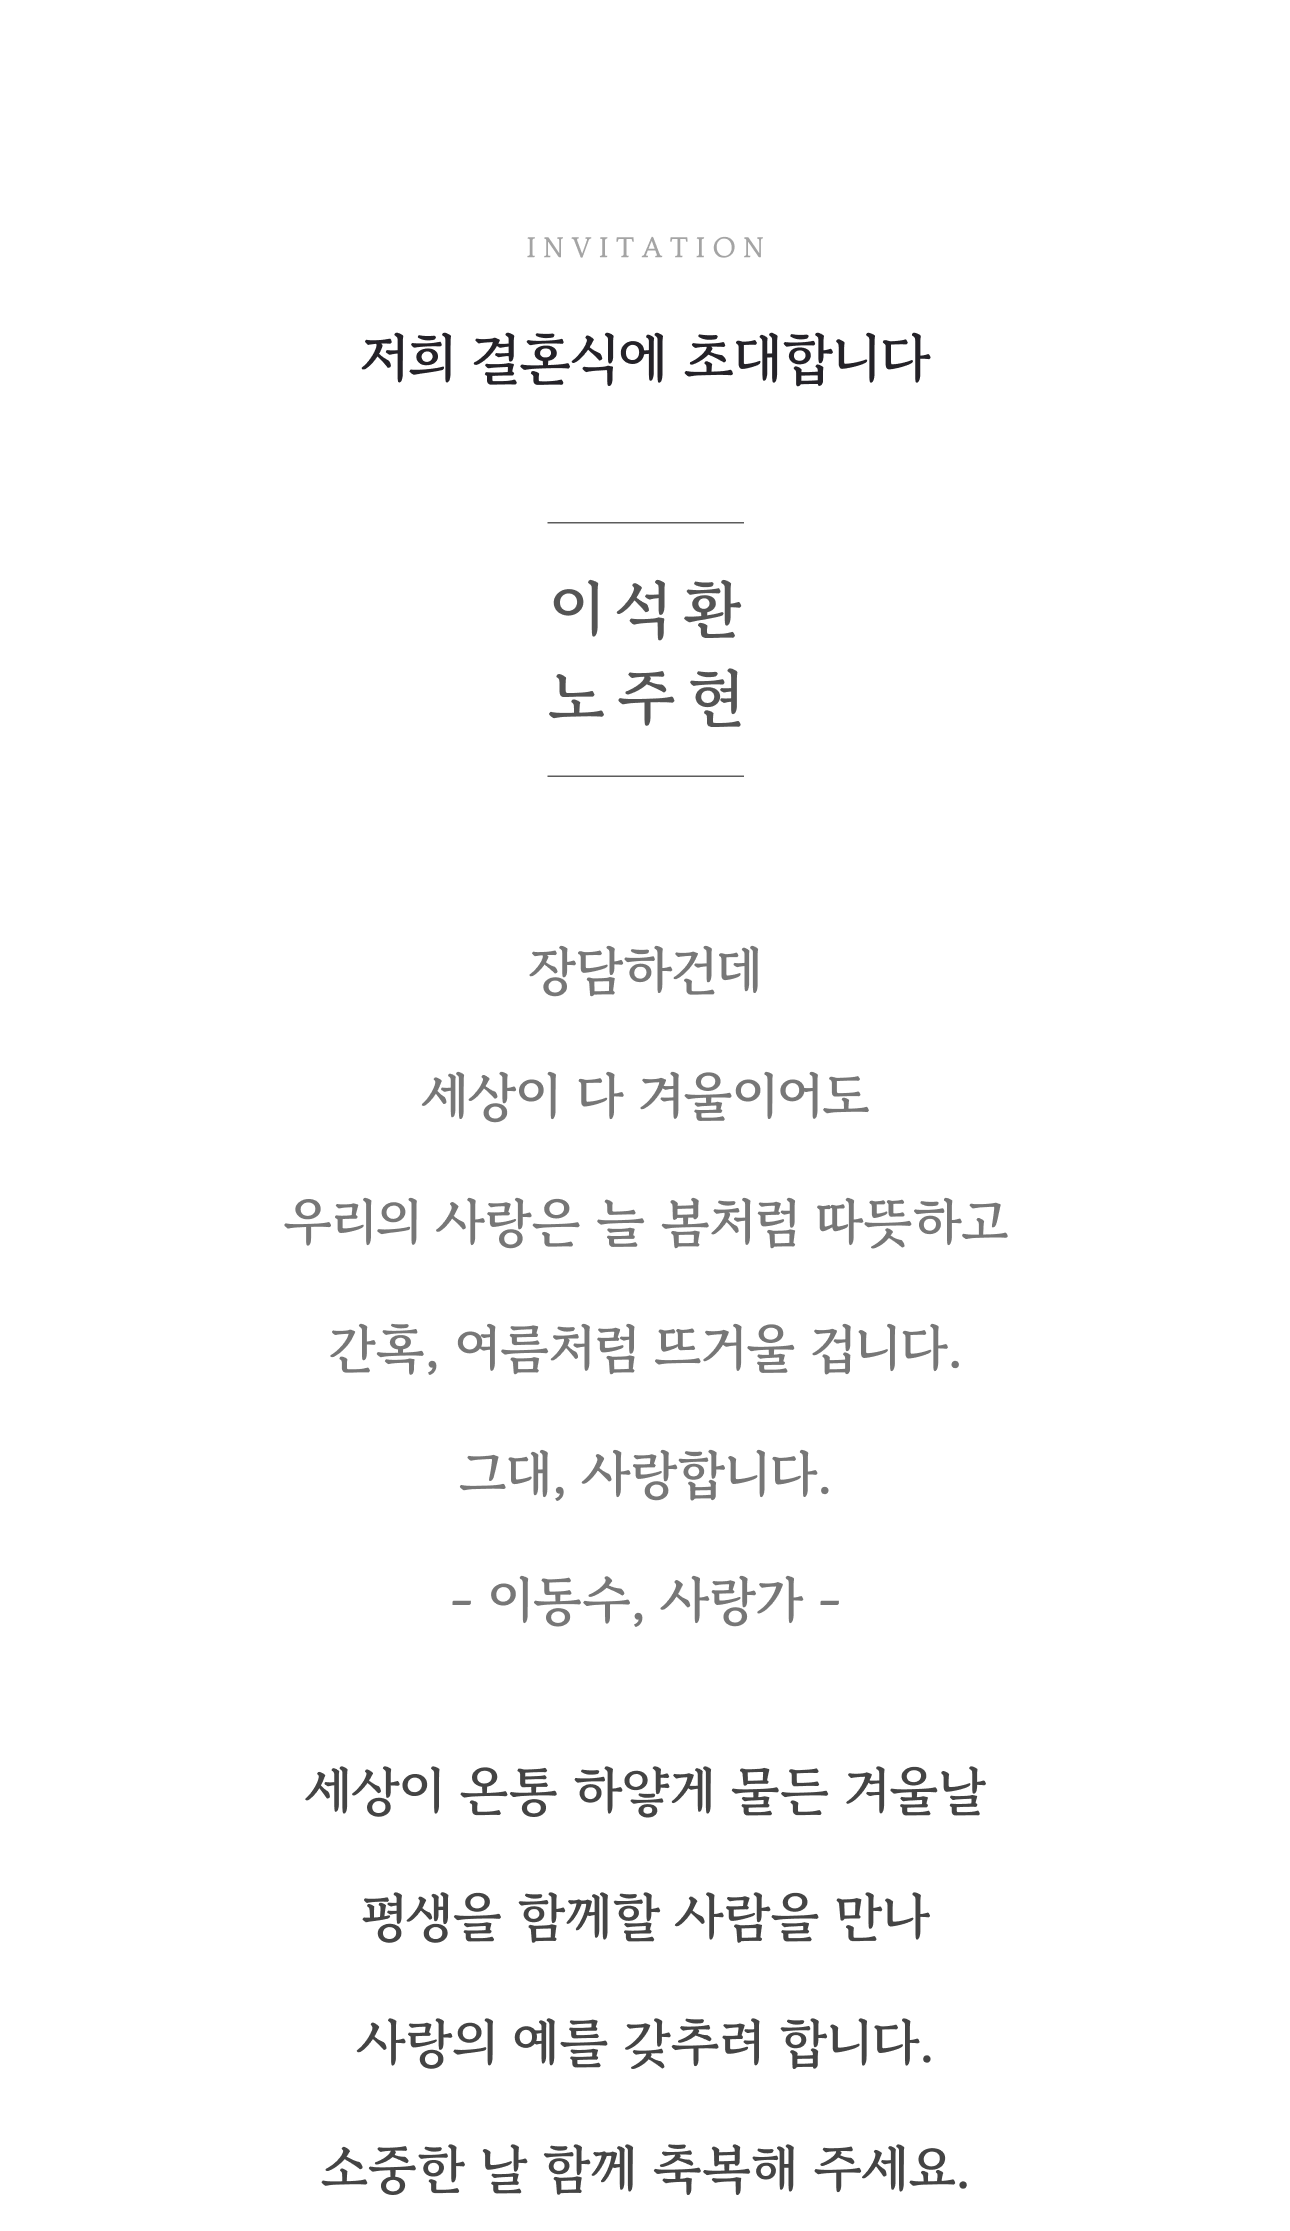 INVITATION
저희 결혼식에 초대합니다
이석환
노주현
장담하건데
세상이 다 겨울이어도
우리의 사랑은 늘 봄처럼 따뜻하고
간혹, 여름처럼 뜨거울 겁니다.
그대, 사랑합니다.
- 이동수, 사랑가 -
세상이 온통 하얗게 물든 겨울날
평생을 함께할 사람을 만나
사랑의 예를 갖추려 합니다.
소중한 날 함께 축복해 주세요.